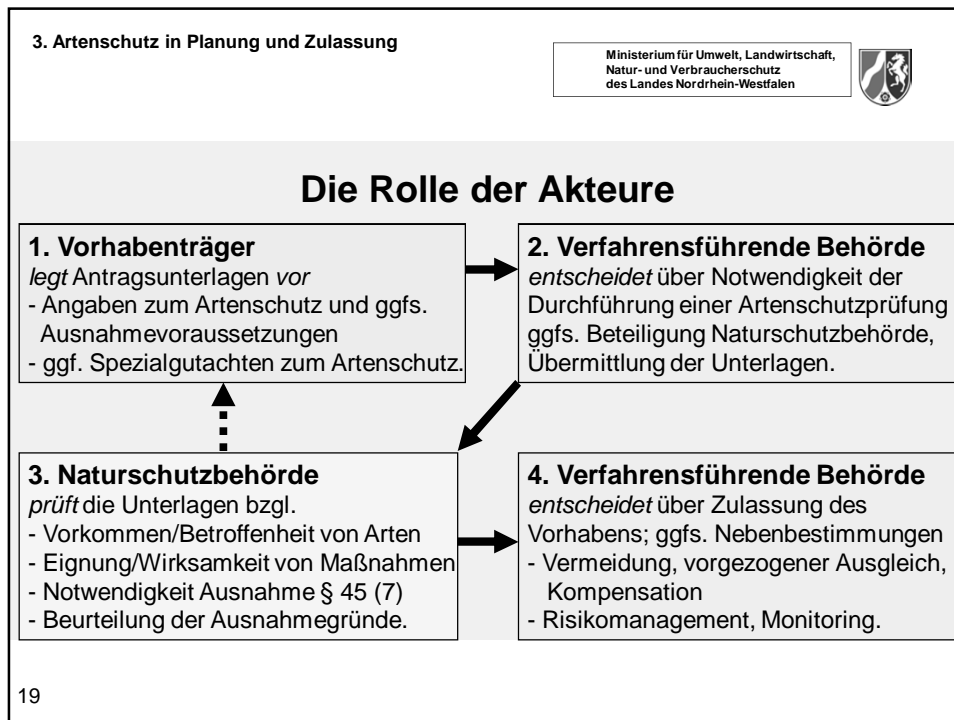 3. Artenschutz in Planung und Zulassung
Ministerium für Umwelt, Landwirtschaft,
Natur- und Verbraucherschutz
des Landes Nordrhein-Westfalen
Die Rolle der Akteure
1. Vorhabenträger
legt Antragsunterlagen vor
- Angaben zum Artenschutz und ggfs.
Ausnahmevoraussetzungen
- ggf. Spezialgutachten zum Artenschutz.
2. Verfahrensführende Behörde
entscheidet über Notwendigkeit der
Durchführung einer Artenschutzprüfung
ggfs. Beteiligung Naturschutzbehörde,
Übermittlung der Unterlagen.
3. Naturschutzbehörde
prüft die Unterlagen bzgl.
- Vorkommen/Betroffenheit von Arten
- Eignung/Wirksamkeit von Maßnahmen
- Notwendigkeit Ausnahme § 45 (7)
- Beurteilung der Ausnahmegründe.
4. Verfahrensführende Behörde
entscheidet über Zulassung des
Vorhabens; ggfs. Nebenbestimmungen
- Vermeidung, vorgezogener Ausgleich,
Kompensation
- Risikomanagement, Monitoring.
19